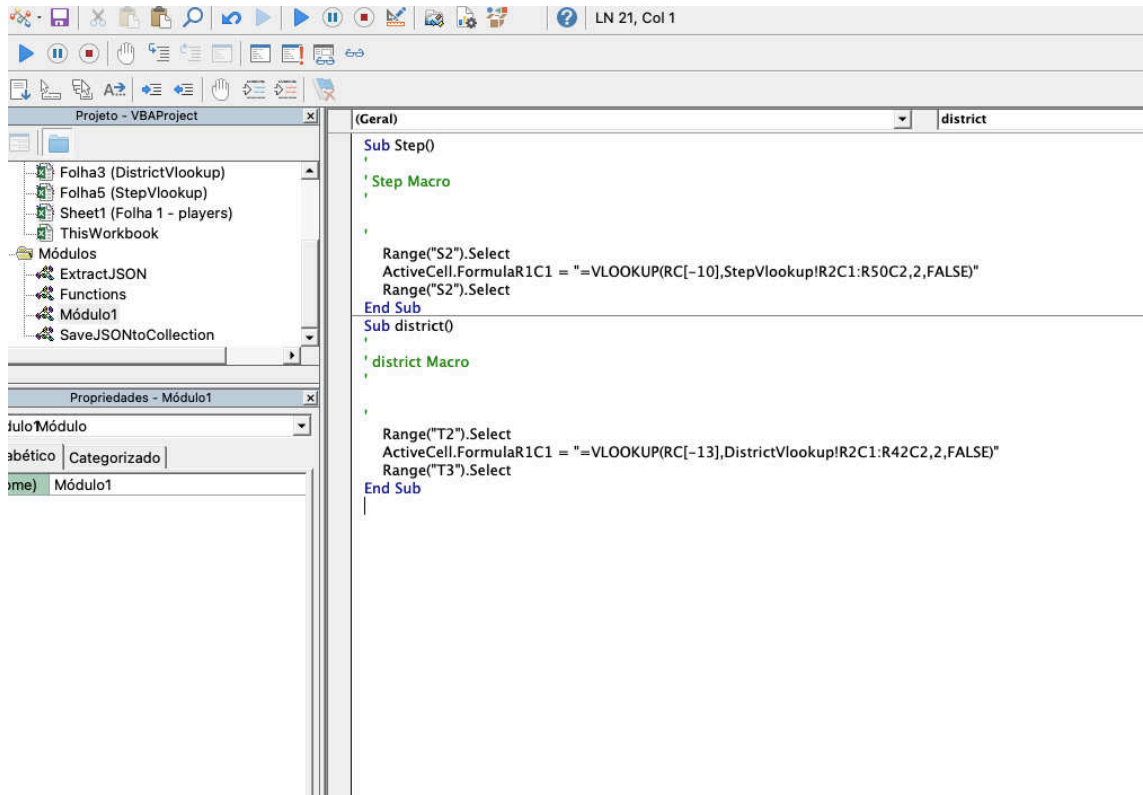 LN 21, Col 1
Projeto - VBAProject
Folha3 (DistrictVlookup)
Folha5 (StepVlookup)
Sheet1 (Folha 1 - players)
ThisWorkbook
Módulos
ExtractJSON
Functions
Módulo1
SaveJSONtoCollection
Propriedades - Módulo1
Módulo
abético Categorizado
ome) Módulo1
(Geral) district
Sub Step()
'
' Step Macro
'
'
Range("S2").Select
ActiveCell.FormulaR1C1 = "=VLOOKUP(RC[-10],StepVlookup!R2C1:R50C2,2,FALSE)"
Range("S2").Select
End Sub
Sub district()
'
' district Macro
'
'
Range("T2").Select
ActiveCell.FormulaR1C1 = "=VLOOKUP(RC[-13],DistrictVlookup!R2C1:R42C2,2,FALSE)"
Range("T3").Select
End Sub